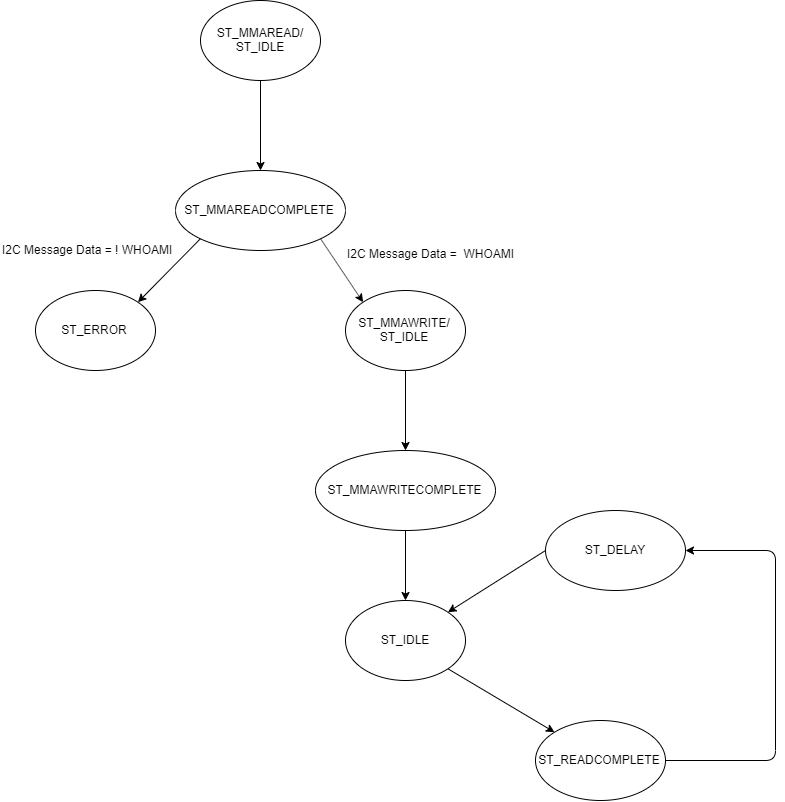 ST_MMAREAD/
ST_IDLE
ST_MMAREADCOMPLETE
I2C Message Data = ! WHOAMI
I2C Message Data =  WHOAMI
ST_ERROR
ST_MMAWRITE/
ST_IDLE
ST_MMAWRITECOMPLETE
ST_DELAY
ST_IDLE
ST_READCOMPLETE